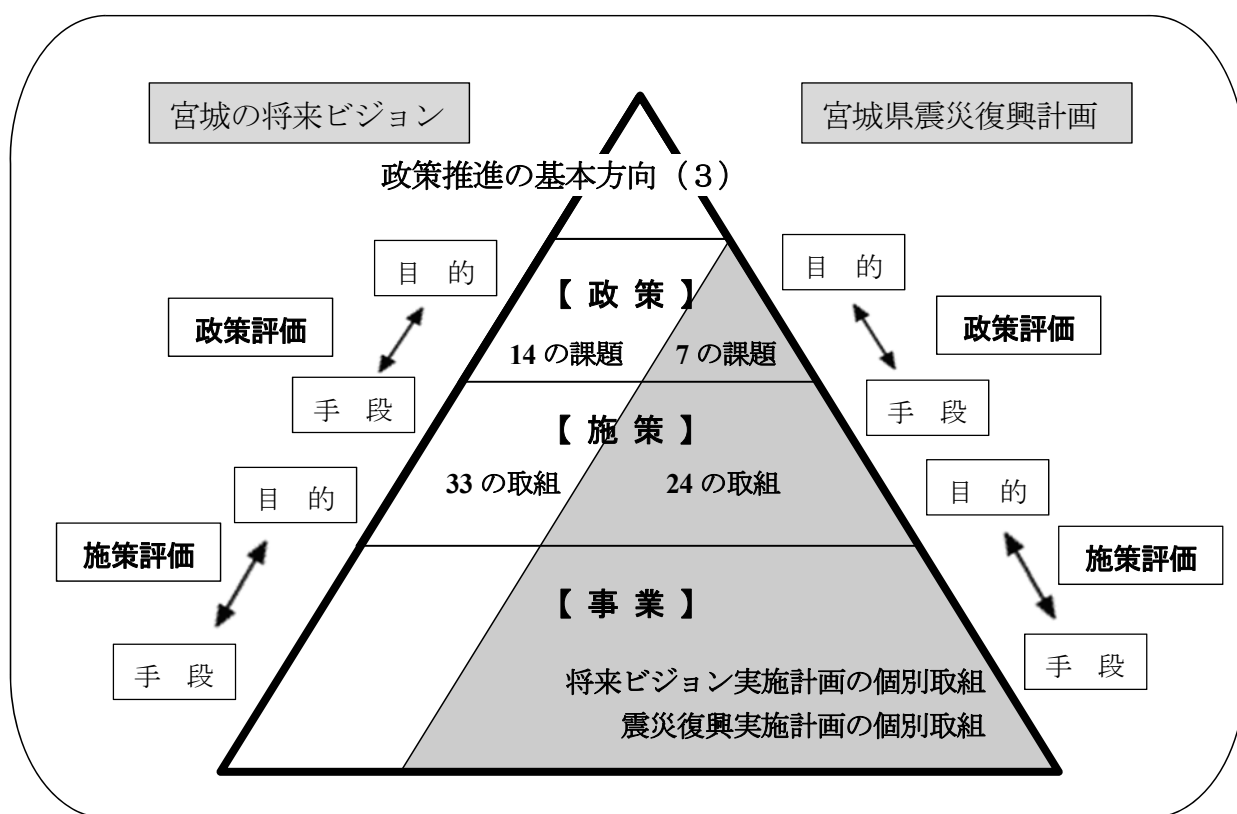 宮城の将来ビジョン
宮城県震災復興計画
政策推進の基本方向（３）
目　的
目　的
【 政 策 】
政策評価
政策評価
14 の課題
7 の課題
手　段
手　段
【 施 策 】
33 の取組
24 の取組
目　的
目　的
施策評価
施策評価
【 事 業 】
手　段
手　段
将来ビジョン実施計画の個別取組
震災復興実施計画の個別取組